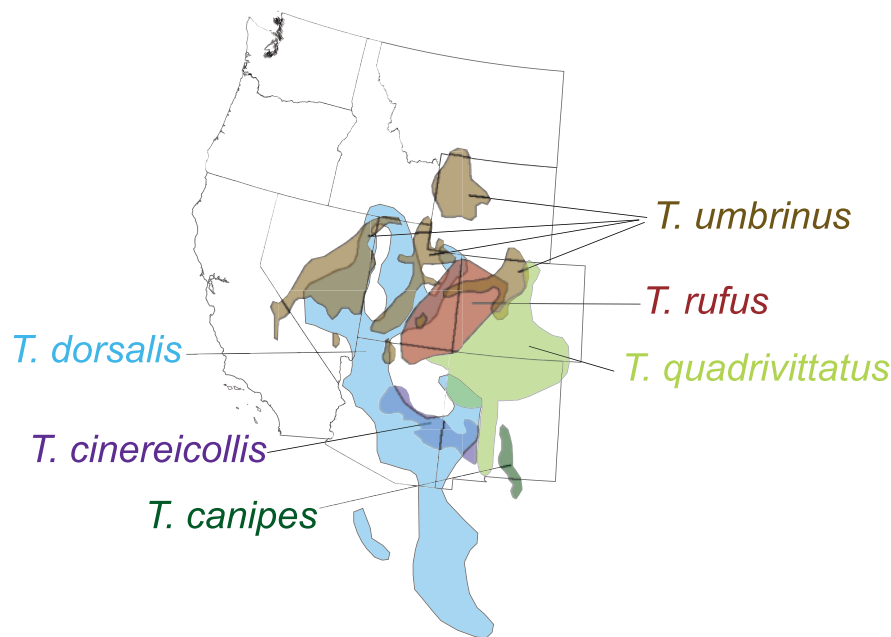 T. umbrinus
T. rufus
T. dorsalis
T. quadrivittatus
T. cinereicollis
T. canipes